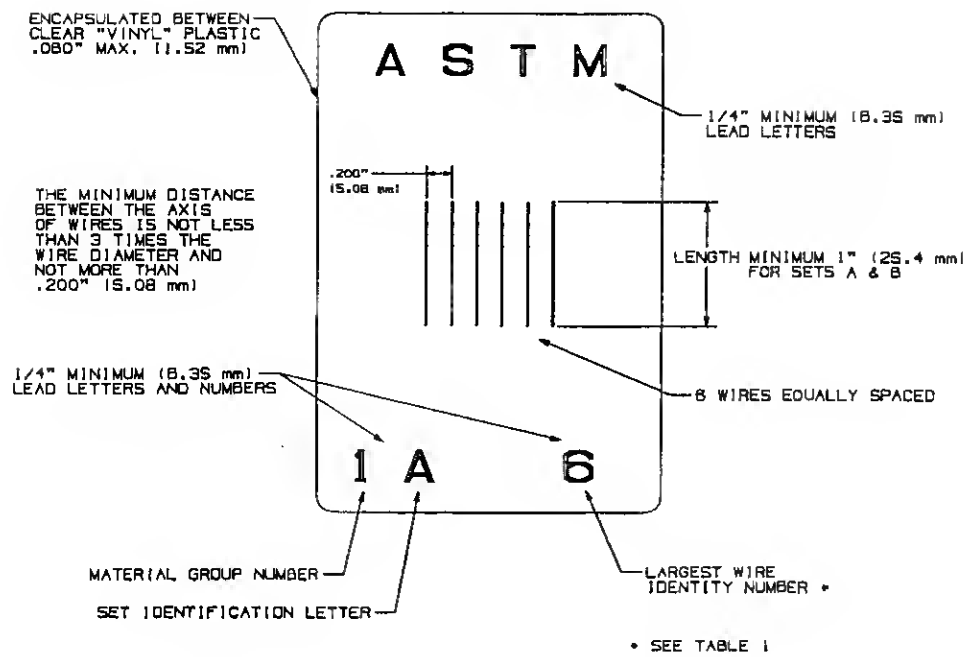 ENCAPSULATED BETWEEN
CLEAR "VINYL" PLASTIC
.060" MAX. (1.52 mm)
A S T M
1/4" MINIMUM (6.35 mm)
LEAD LETTERS
.200"
(5.08 mm)
THE MINIMUM DISTANCE
BETWEEN THE AXIS
OF WIRES IS NOT LESS
THAN 3 TIMES THE
WIRE DIAMETER AND
NOT MORE THAN
.200" (5.08 mm)
LENGTH MINIMUM 1" (25.4 mm)
FOR SETS A & B
1/4" MINIMUM (6.35 mm)
LEAD LETTERS AND NUMBERS
6 WIRES EQUALLY SPACED
1 A 6
MATERIAL GROUP NUMBER
SET IDENTIFICATION LETTER
LARGEST WIRE
IDENTITY NUMBER *
* SEE TABLE 1